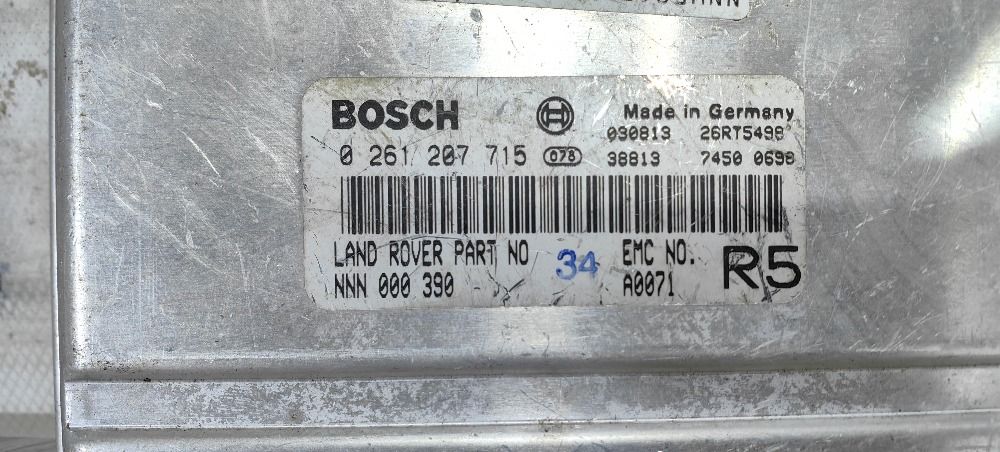 BOSCH
Made in Germany
030813 26RT5498
0 261 207 715 078 38813 7450 0698
LAND ROVER PART NO 34 EMC NO. R5
NNN 000 390 A0071